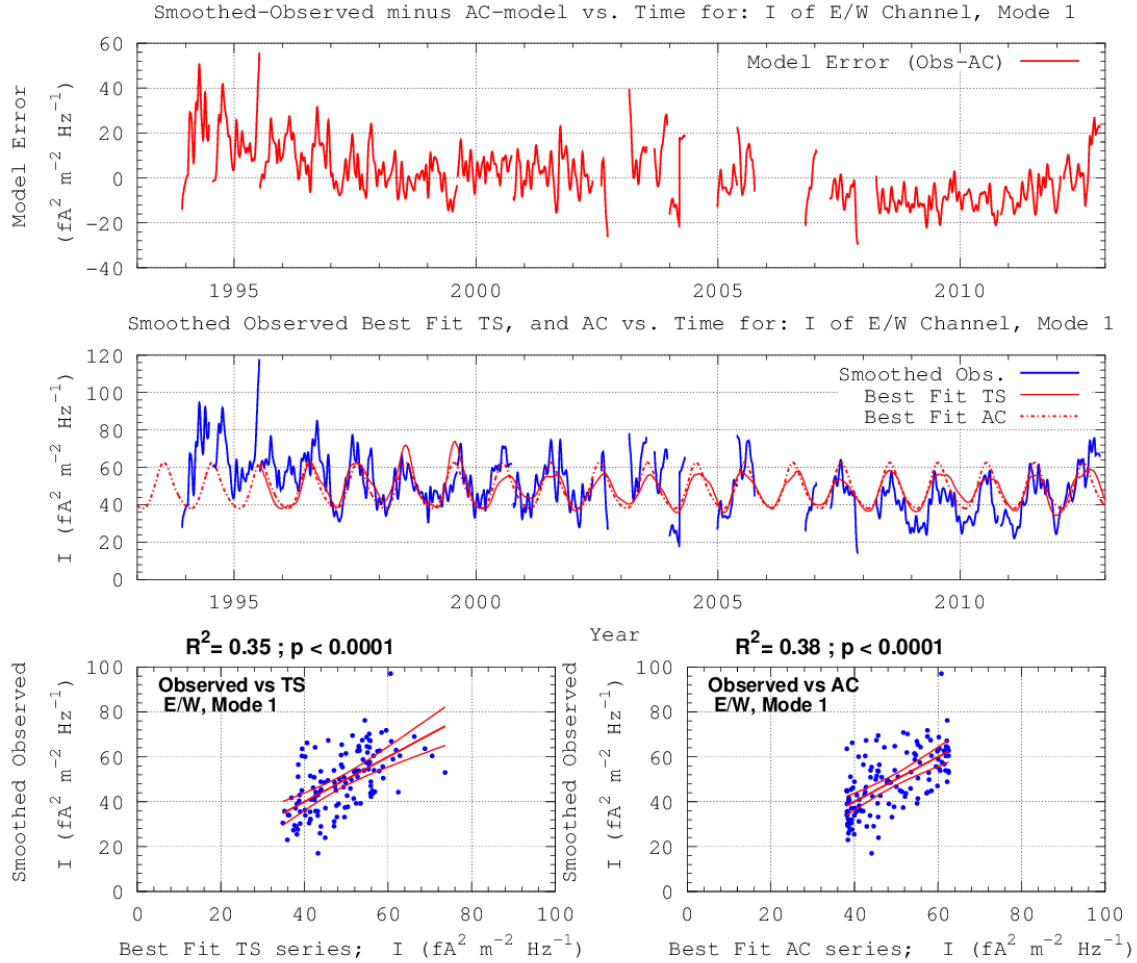 Smoothed-Observed minus AC-model vs. Time for: I of E/W Channel, Mode 1
Model Error
(fA² m⁻² Hz⁻¹)
60
40
20
0
−20
−40
Model Error (Obs-AC)
1995
2000
2005
2010
Smoothed Observed Best Fit TS, and AC vs. Time for: I of E/W Channel, Mode 1
I (fA² m⁻² Hz⁻¹)
120
100
80
60
40
20
0
Smoothed Obs.
Best Fit TS
Best Fit AC
1995
2000
2005
2010
Year
R²= 0.35 ; p < 0.0001
Smoothed Observed
I (fA² m⁻² Hz⁻¹)
100
80
60
40
20
0
Observed vs TS
E/W, Mode 1
0
20
40
60
80
100
Best Fit TS series; I (fA² m⁻² Hz⁻¹)
R²= 0.38 ; p < 0.0001
Smoothed Observed
I (fA² m⁻² Hz⁻¹)
100
80
60
40
20
0
Observed vs AC
E/W, Mode 1
0
20
40
60
80
100
Best Fit AC series; I (fA² m⁻² Hz⁻¹)